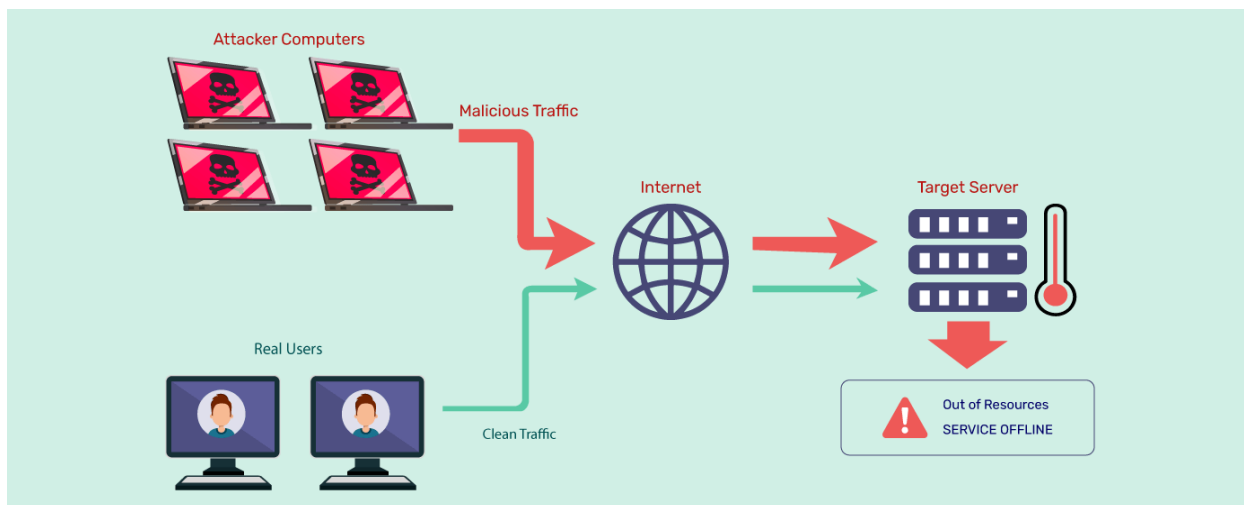 Attacker Computers
Malicious Traffic
Internet
Target Server
Real Users
Clean Traffic
Out of Resources
SERVICE OFFLINE